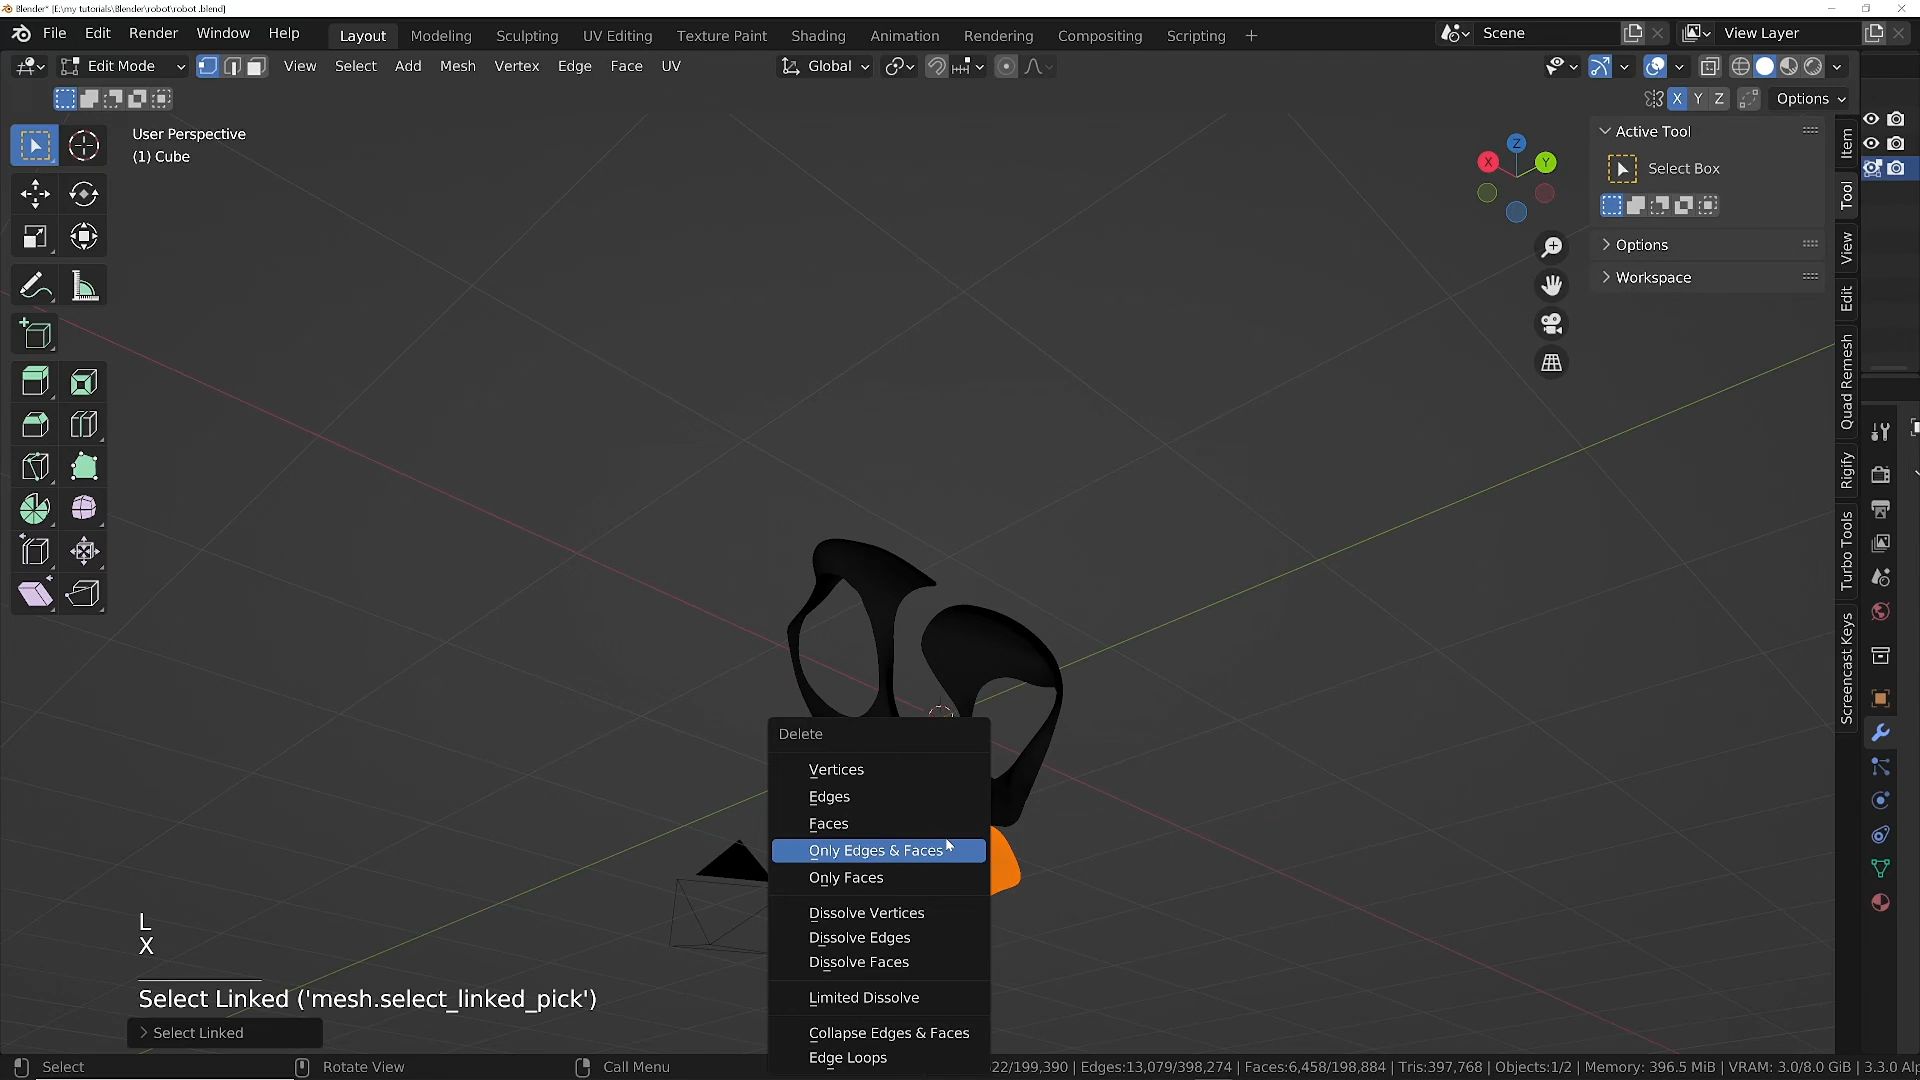 Blender* [E:\my tutorials\Blender\robot\robot .blend]
File Edit Render Window Help Layout Modeling Sculpting UV Editing Texture Paint Shading Animation Rendering Compositing Scripting + Scene View Layer
Edit Mode View Select Add Mesh Vertex Edge Face UV Global
X Y Z Options
User Perspective
(1) Cube
Z
X Y
Active Tool
Select Box
Options
Workspace
Item
Tool
View
Edit
Quad Remesh
Rigify
Turbo Tools
Screencast Keys
Delete
Vertices
Edges
Faces
Only Edges & Faces
Only Faces
Dissolve Vertices
Dissolve Edges
Dissolve Faces
Limited Dissolve
Collapse Edges & Faces
Edge Loops
L
X
Select Linked ('mesh.select_linked_pick')
Select Linked
Select Rotate View Call Menu 22/199,390 | Edges:13,079/398,274 | Faces:6,458/198,884 | Tris:397,768 | Objects:1/2 | Memory: 396.5 MiB | VRAM: 3.0/8.0 GiB | 3.3.0 Alp